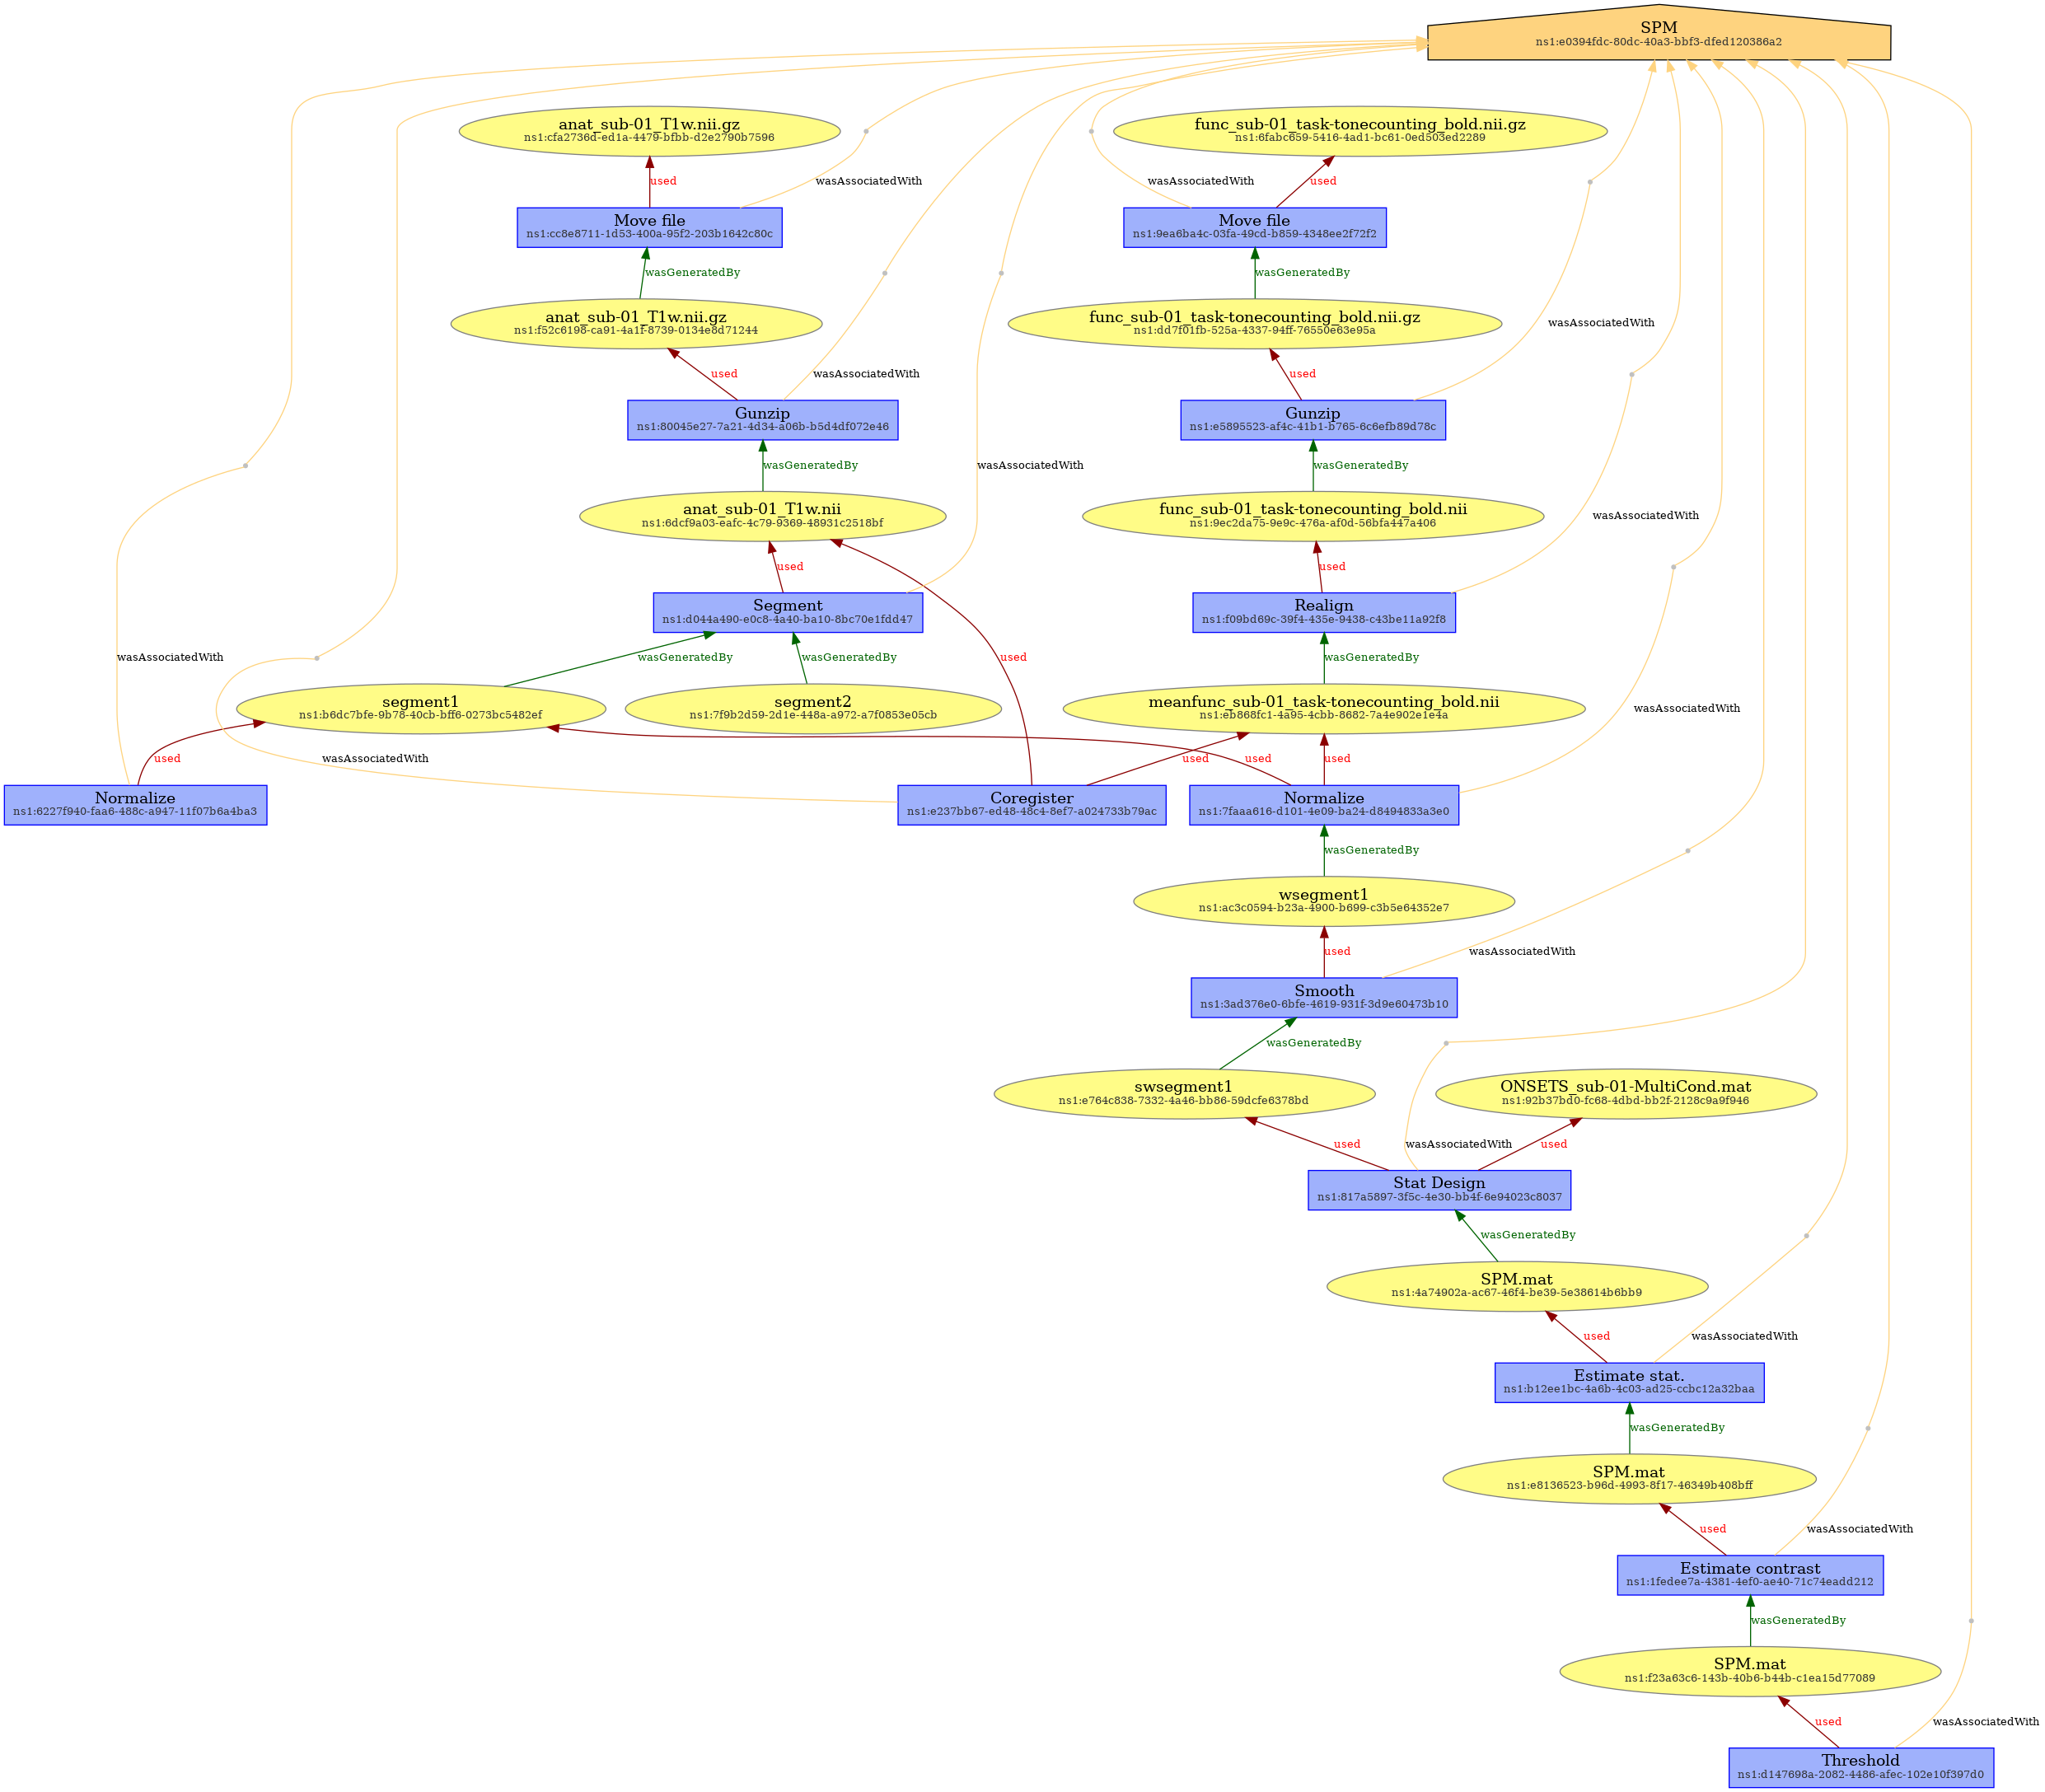 SPM
ns1:e0394fdc-80dc-40a3-bbf3-dfed120386a2
anat_sub-01_T1w.nii.gz
ns1:cfa2736d-ed1a-4479-bfbb-d2e2790b7596
func_sub-01_task-tonecounting_bold.nii.gz
ns1:6fabc659-5416-4ad1-bc61-0ed503ed2289
used
wasAssociatedWith
wasAssociatedWith
used
Move file
ns1:cc8e8711-1d53-400a-95f2-203b1642c80c
Move file
ns1:9ea6ba4c-03fa-49cd-b859-4348ee2f72f2
wasGeneratedBy
wasGeneratedBy
anat_sub-01_T1w.nii.gz
ns1:f52c6198-ca91-4a1f-8739-0134e8d71244
func_sub-01_task-tonecounting_bold.nii.gz
ns1:dd7f01fb-525a-4337-94ff-76550e63e95a
wasAssociatedWith
used
wasAssociatedWith
used
Gunzip
ns1:80045e27-7a21-4d34-a06b-b5d4df072e46
Gunzip
ns1:e5895523-af4c-41b1-b765-6c6efb89d78c
wasGeneratedBy
wasAssociatedWith
wasGeneratedBy
anat_sub-01_T1w.nii
ns1:6dcf9a03-eafc-4c79-9369-48931c2518bf
func_sub-01_task-tonecounting_bold.nii
ns1:9ec2da75-9e9c-476a-af0d-56bfa447a406
wasAssociatedWith
used
used
Segment
ns1:d044a490-e0c8-4a40-ba10-8bc70e1fdd47
Realign
ns1:f09bd69c-39f4-435e-9438-c43be11a92f8
wasAssociatedWith
wasGeneratedBy
wasGeneratedBy
used
wasGeneratedBy
segment1
ns1:b6dc7bfe-9b78-40cb-bff6-0273bc5482ef
segment2
ns1:7f9b2d59-2d1e-448a-a972-a7f0853e05cb
meanfunc_sub-01_task-tonecounting_bold.nii
ns1:eb868fc1-4a95-4cbb-8682-7a4e902e1e4a
wasAssociatedWith
used
wasAssociatedWith
used
used
used
Normalize
ns1:6227f940-faa6-488c-a947-11f07b6a4ba3
Coregister
ns1:e237bb67-ed48-48c4-8ef7-a024733b79ac
Normalize
ns1:7faaa616-d101-4e09-ba24-d8494833a3e0
wasGeneratedBy
wsegment1
ns1:ac3c0594-b23a-4900-b699-c3b5e64352e7
used
wasAssociatedWith
Smooth
ns1:3ad376e0-6bfe-4619-931f-3d9e60473b10
wasGeneratedBy
swsegment1
ns1:e764c838-7332-4a46-bb86-59dcfe6378bd
ONSETS_sub-01-MultiCond.mat
ns1:92b37bd0-fc68-4dbd-bb2f-2128c9a9f946
used
wasAssociatedWith
used
Stat Design
ns1:817a5897-3f5c-4e30-bb4f-6e94023c8037
wasGeneratedBy
SPM.mat
ns1:4a74902a-ac67-46f4-be39-5e38614b6bb9
used
wasAssociatedWith
Estimate stat.
ns1:b12ee1bc-4a6b-4c03-ad25-ccbc12a32baa
wasGeneratedBy
SPM.mat
ns1:e8136523-b96d-4993-8f17-46349b408bff
used
wasAssociatedWith
Estimate contrast
ns1:1fedee7a-4381-4ef0-ae40-71c74eadd212
wasGeneratedBy
SPM.mat
ns1:f23a63c6-143b-40b6-b44b-c1ea15d77089
used
wasAssociatedWith
Threshold
ns1:d147698a-2082-4486-afec-102e10f397d0